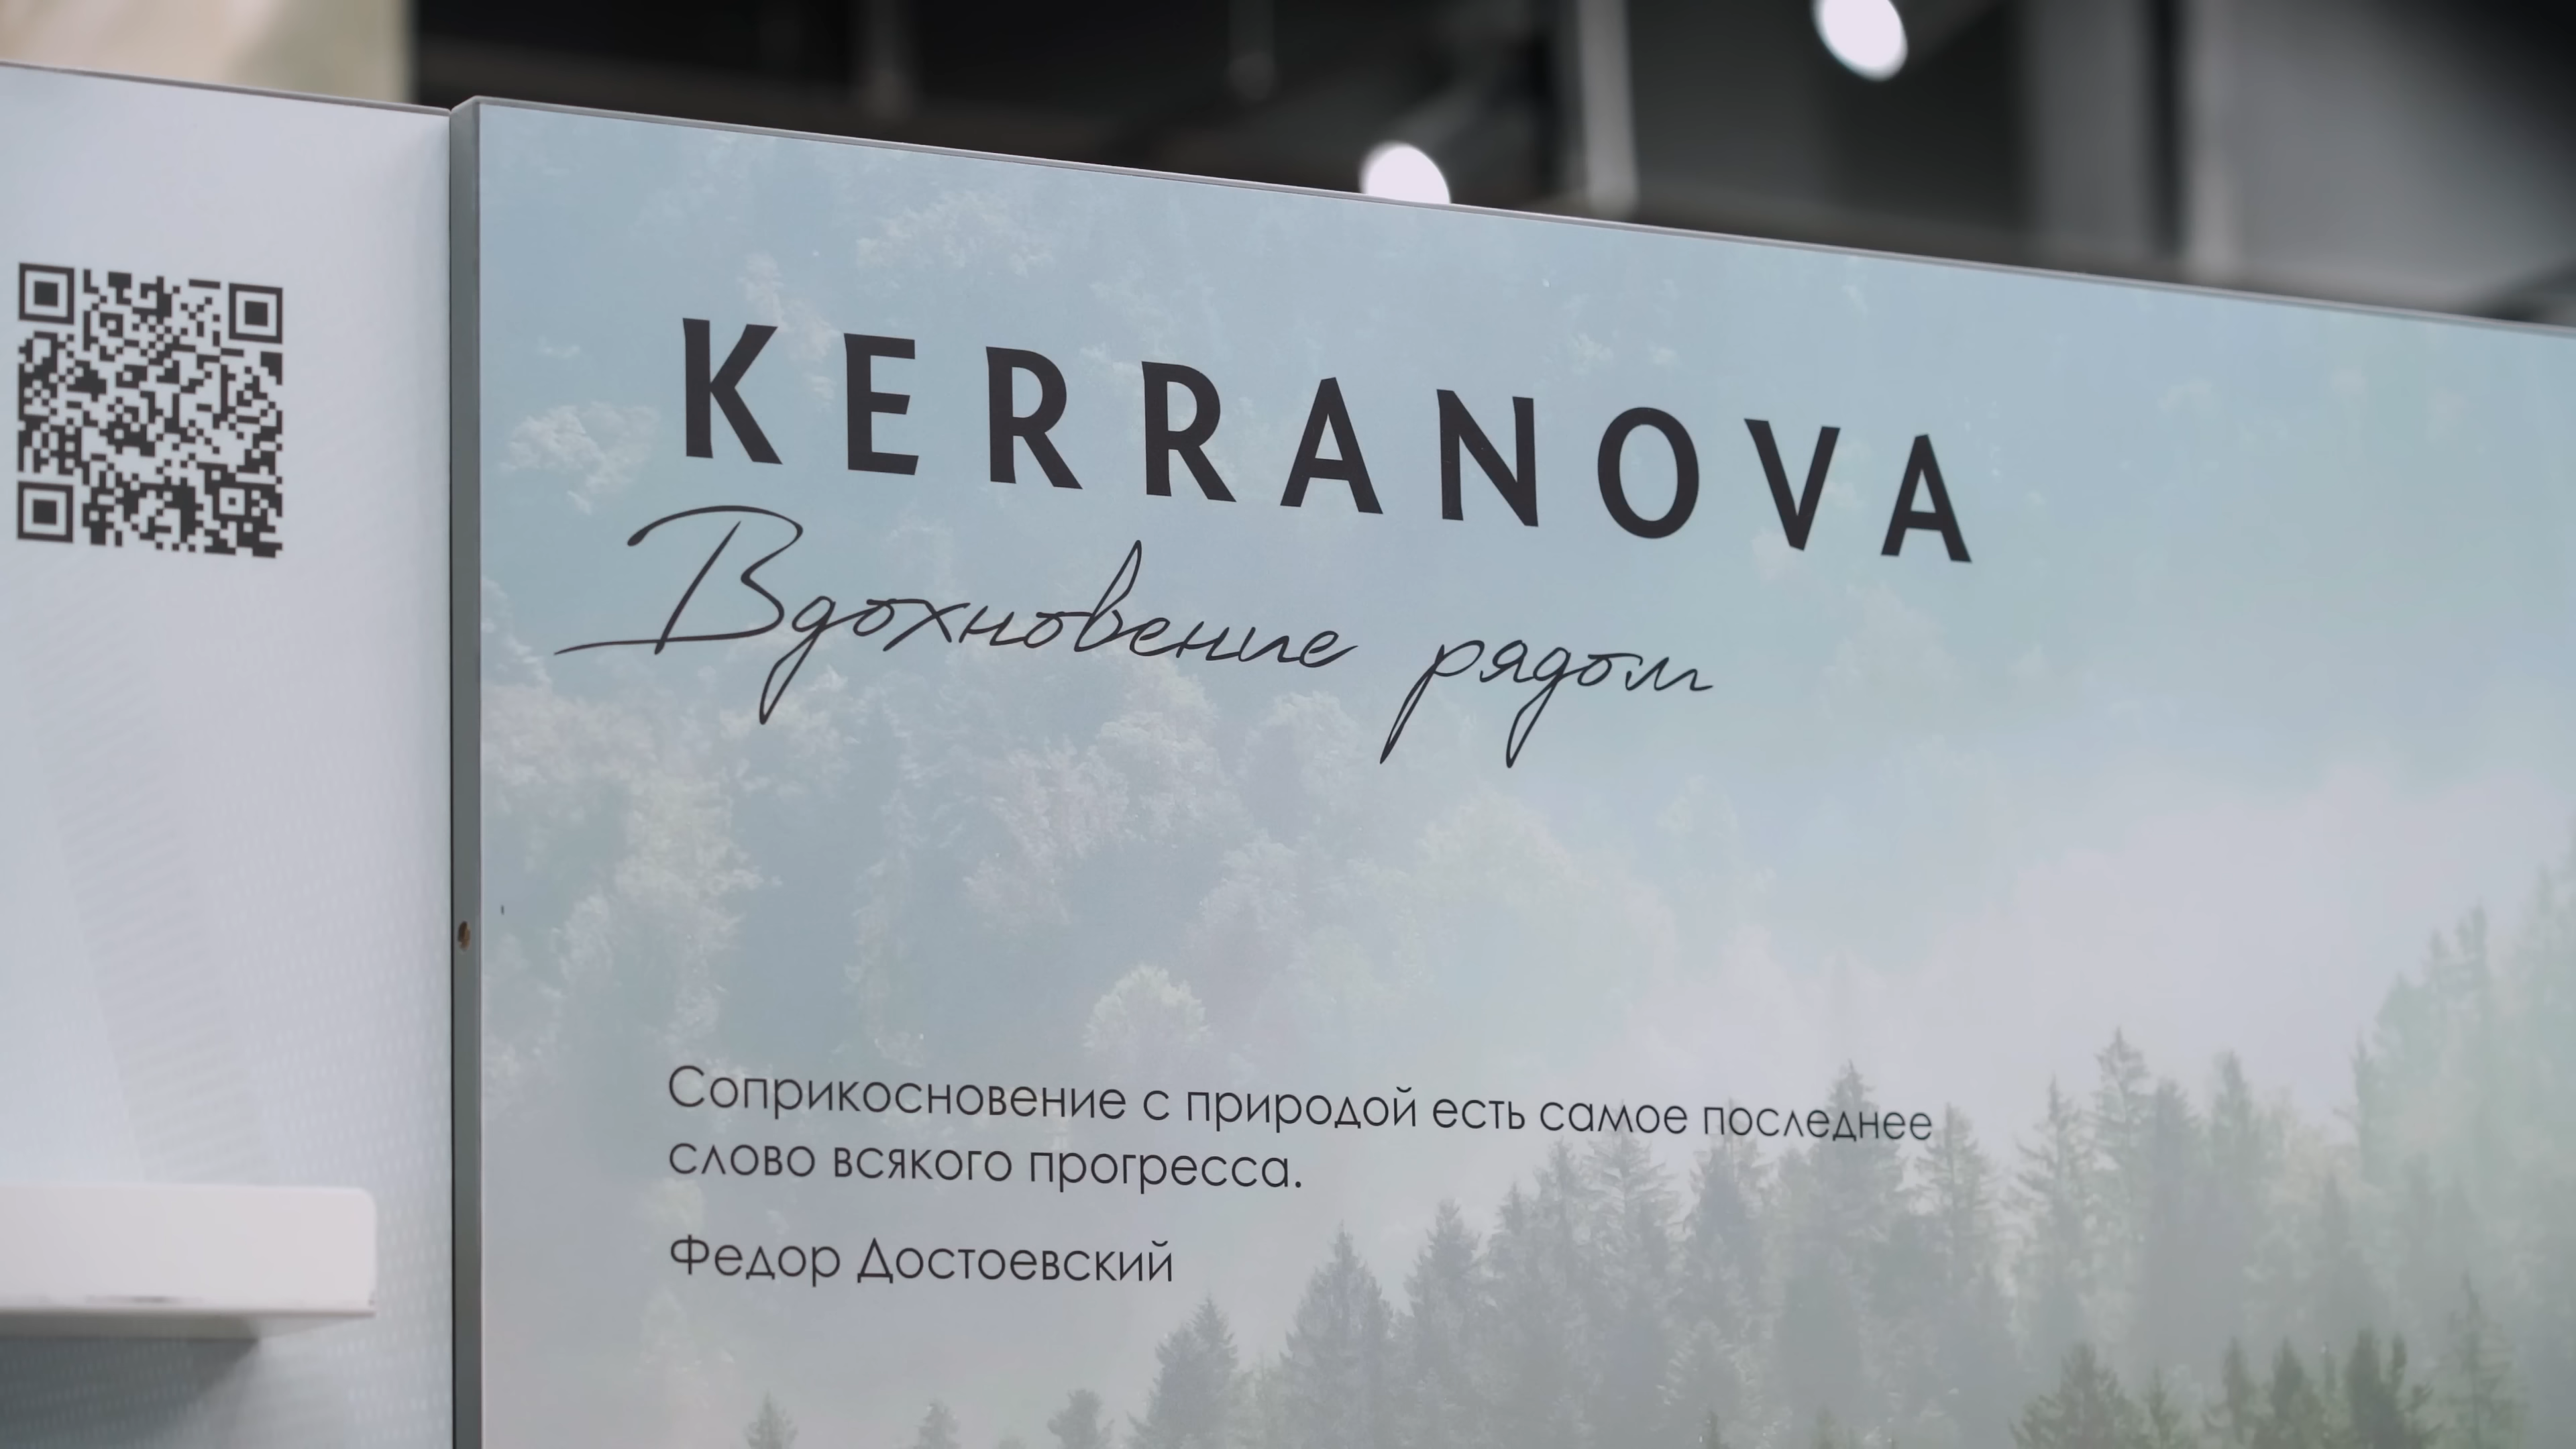 KERRANOVA
Вдохновение рядом
Соприкосновение с природой есть самое последнее
слово всякого прогресса.
Федор Достоевский